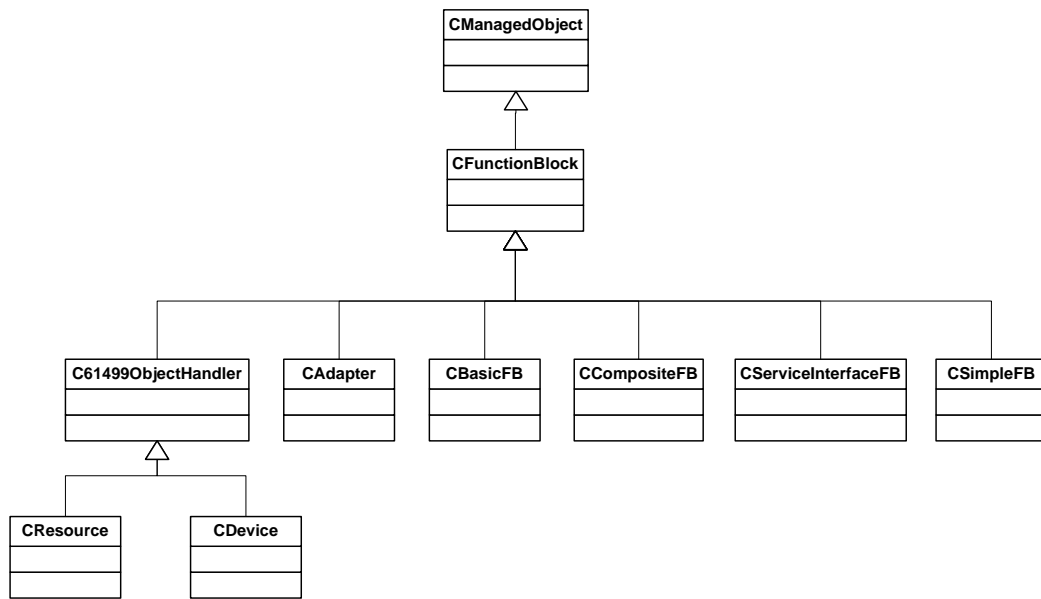 CManagedObject
CFunctionBlock
C61499ObjectHandler
CAdapter
CBasicFB
CCompositeFB
CServiceInterfaceFB
CSimpleFB
CResource
CDevice